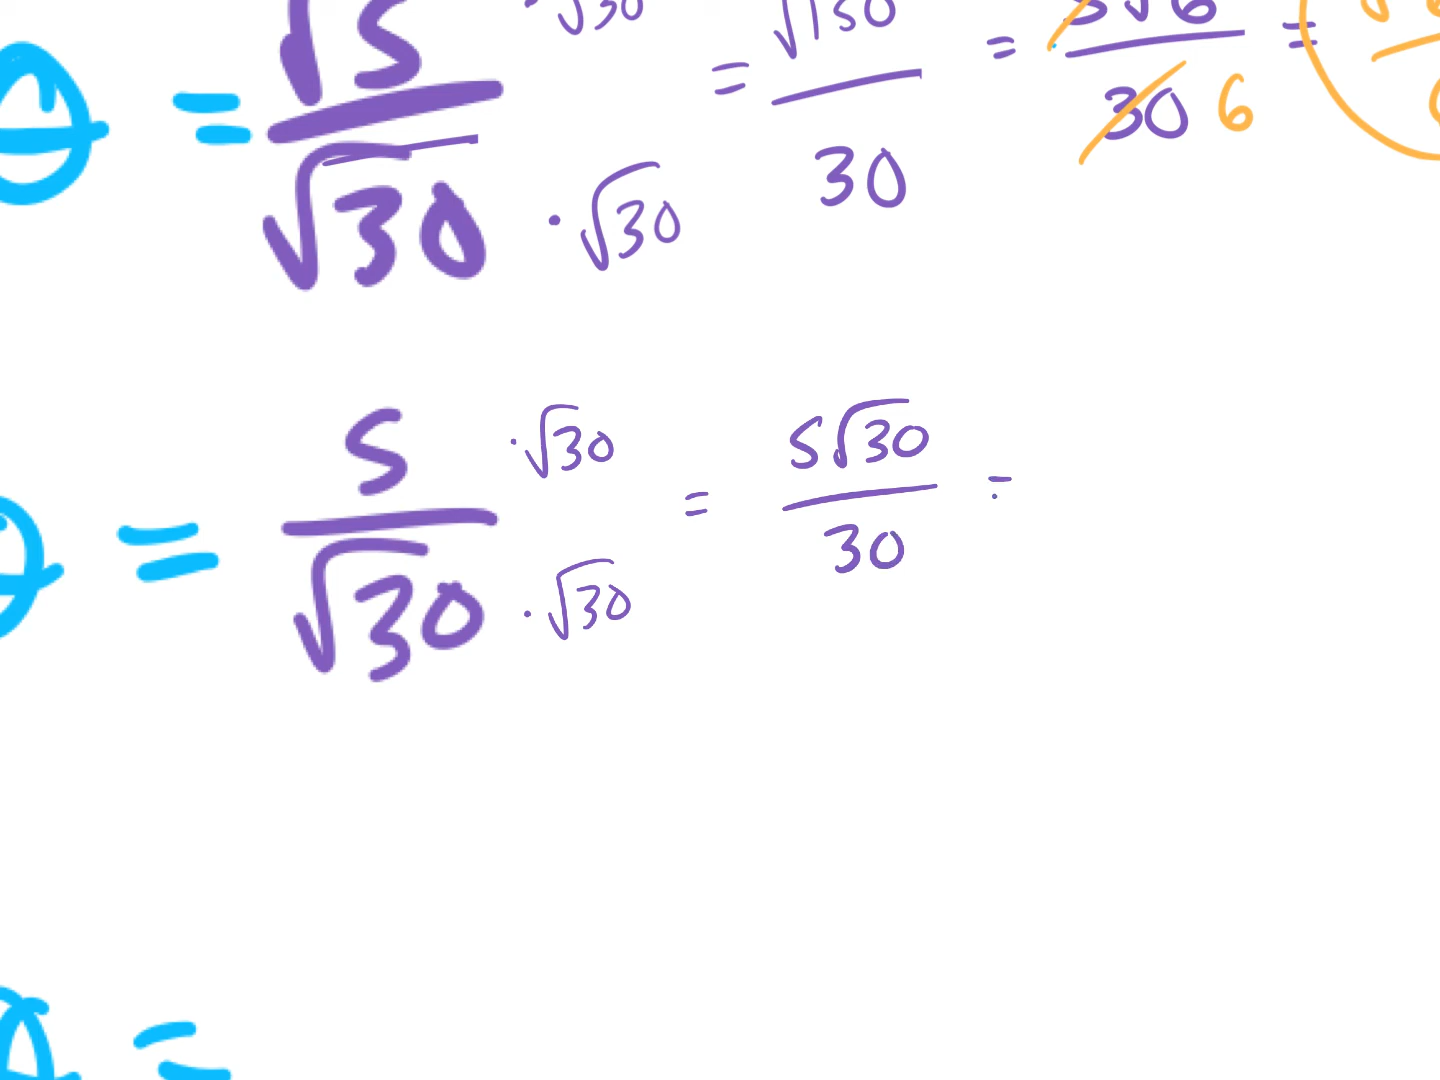 θ = √5/√30 · √30/· √30 = √150/30 = 5√6/30 6 =
θ = 5/√30 · √30/· √30 = 5√30/30 =
θ =